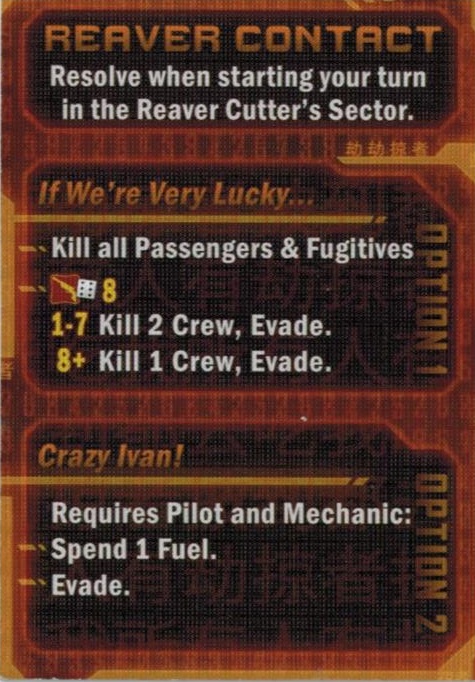 REAVER CONTACT
Resolve when starting your turn
in the Reaver Cutter's Sector.
If We're Very Lucky...
OPTION 1
Kill all Passengers & Fugitives
8
1-7 Kill 2 Crew, Evade.
8+ Kill 1 Crew, Evade.
Crazy Ivan!
OPTION 2
Requires Pilot and Mechanic:
Spend 1 Fuel.
Evade.